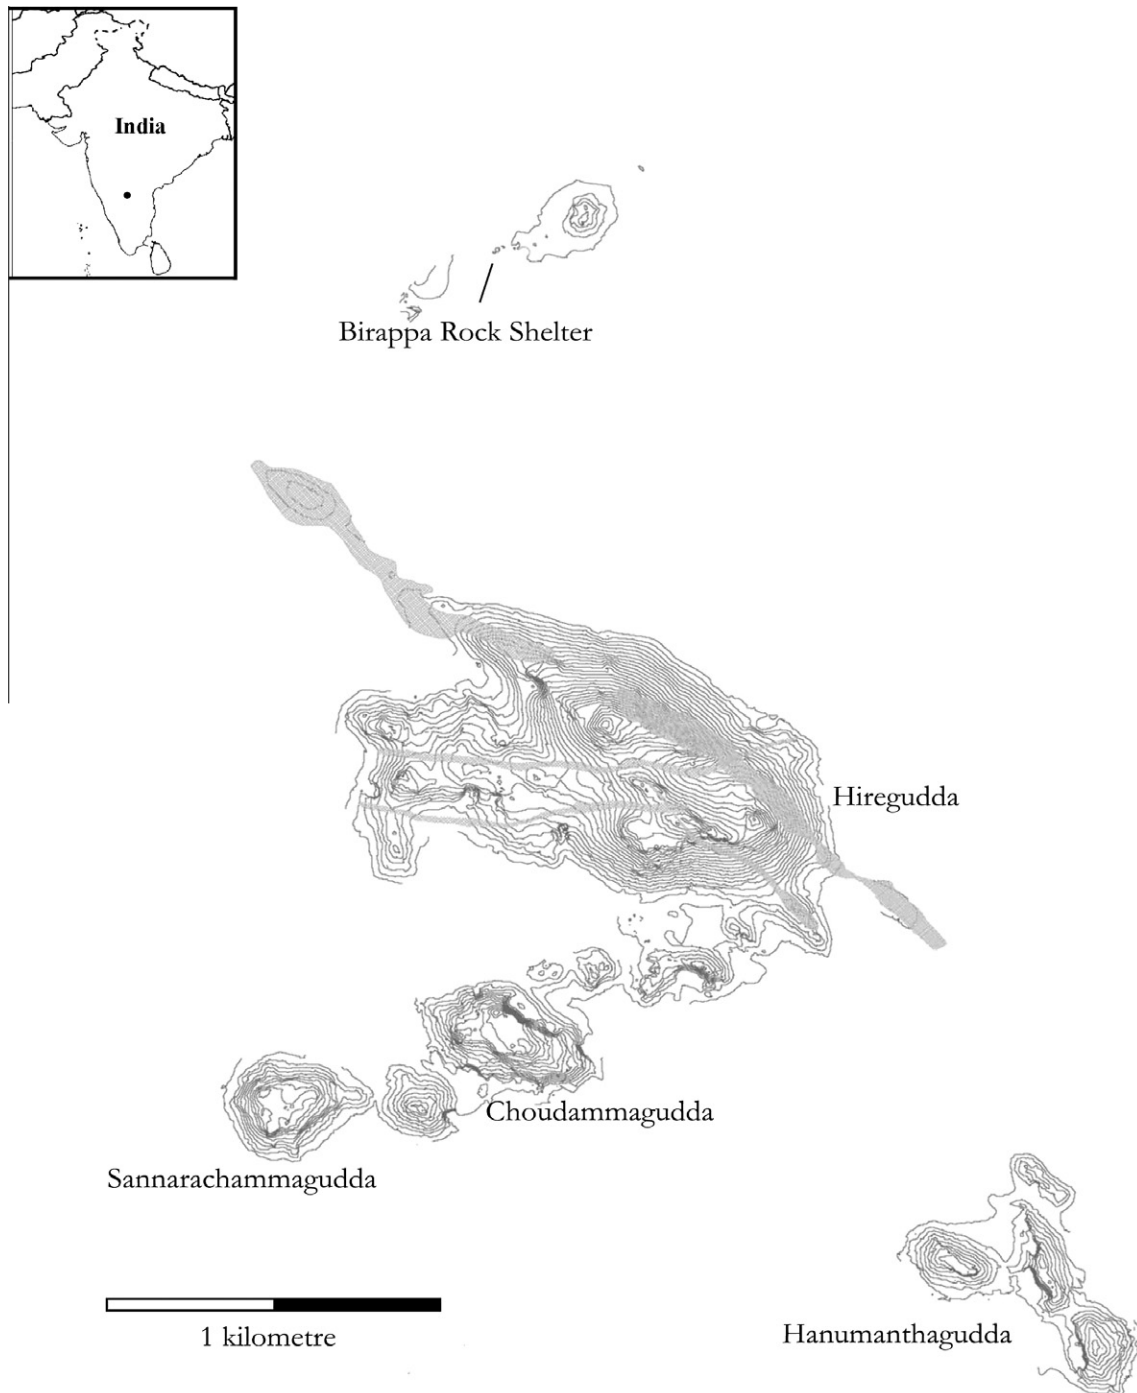 India
Birappa Rock Shelter
Hiregudda
Choudammagudda
Sannarachammagudda
1 kilometre
Hanumanthagudda